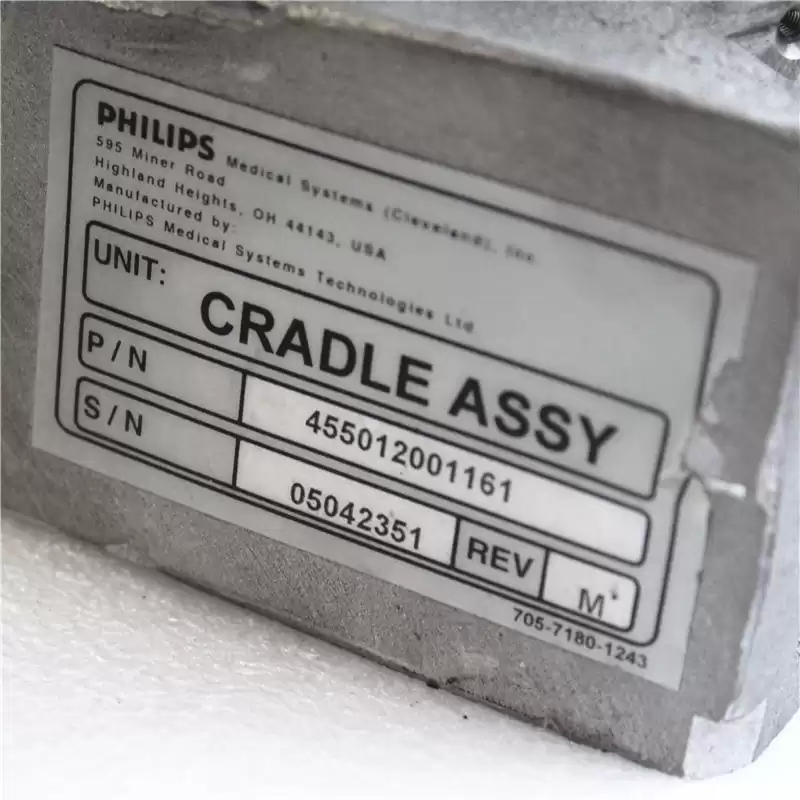 PHILIPS Medical Systems (Cleveland), Inc.
595 Miner Road
Highland Heights, OH 44143, USA
Manufactured by:
PHILIPS Medical Systems Technologies Ltd.
UNIT:
CRADLE ASSY
P/N 455012001161
S/N 05042351 REV M
705-7180-1243